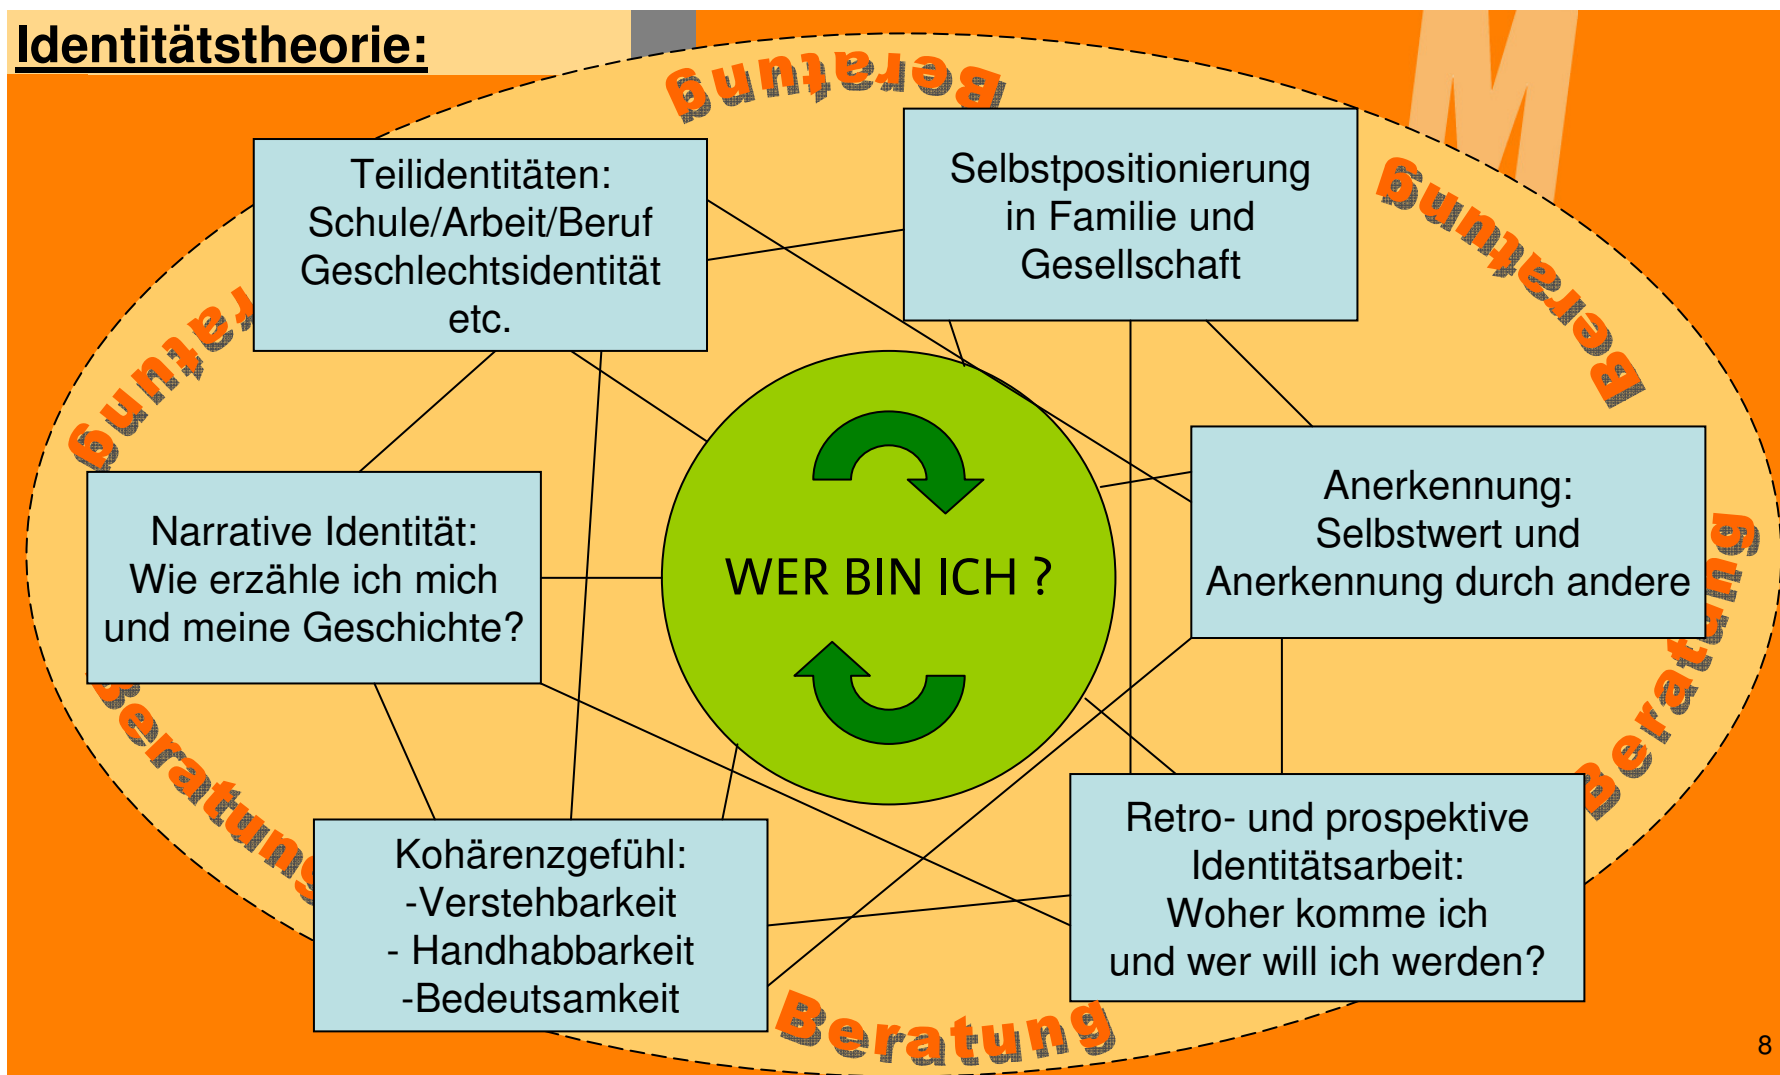 Identitätstheorie:
Beratung
Beratung
Teilidentitäten:
Schule/Arbeit/Beruf
Geschlechtsidentität
etc.
Selbstpositionierung
in Familie und
Gesellschaft
ratung
Narrative Identität:
Wie erzähle ich mich
und meine Geschichte?
WER BIN ICH ?
Anerkennung:
Selbstwert und
Anerkennung durch andere
Beratung
Beratung
Kohärenzgefühl:
-Verstehbarkeit
- Handhabbarkeit
-Bedeutsamkeit
Retro- und prospektive
Identitätsarbeit:
Woher komme ich
und wer will ich werden?
Beratung
M
8